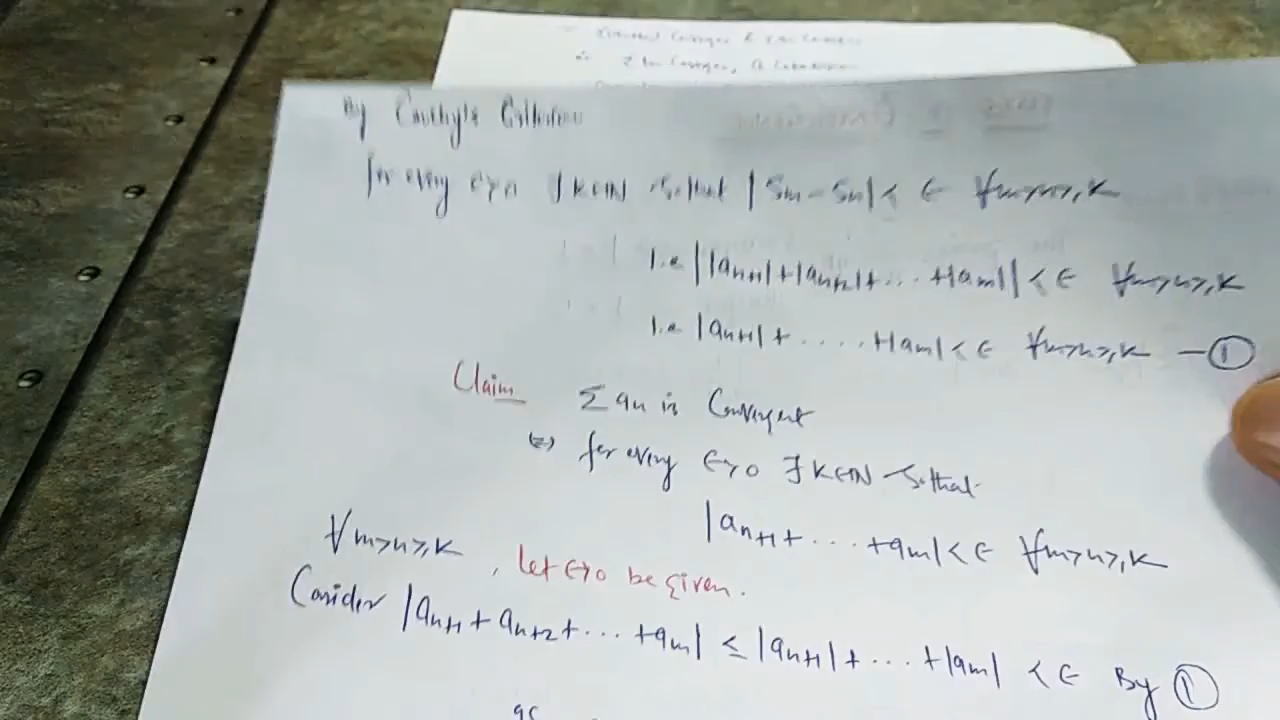 By Cauchy's Criterion
for every ϵ>0 ∃ K∈ℕ s.that |Sm - Sn| < ϵ ∀m>n≥K
i.e ||an+1|+|an+2|+...+|am|| < ϵ ∀m>n≥K
i.e |an+1|+.....+|am| < ϵ ∀m>n≥K —①
Claim Σan is Convergent
for every ϵ>0 ∃ K∈ℕ s.that
|an+1+...+am| < ϵ ∀m>n≥K
∀m>n≥K, let ϵ>0 be given.
Consider |an+1+an+2+...+am| ≤ |an+1|+...+|am| < ϵ By ①